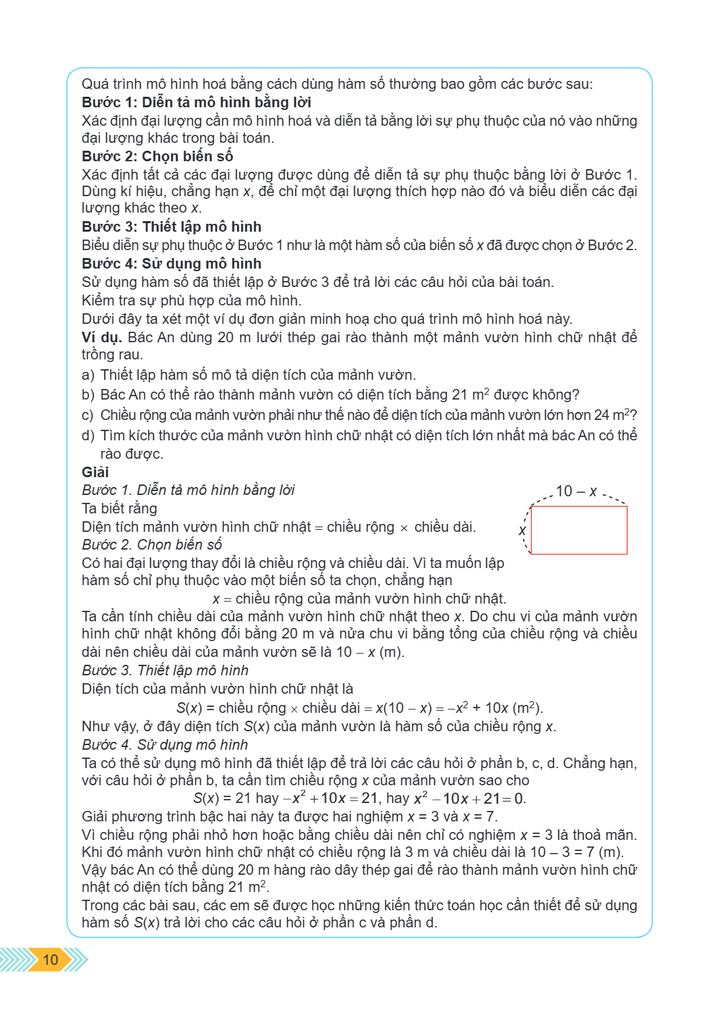 Quá trình mô hình hoá bằng cách dùng hàm số thường bao gồm các bước sau:
Bước 1: Diễn tả mô hình bằng lời
Xác định đại lượng cần mô hình hoá và diễn tả bằng lời sự phụ thuộc của nó vào những
đại lượng khác trong bài toán.
Bước 2: Chọn biến số
Xác định tất cả các đại lượng được dùng để diễn tả sự phụ thuộc bằng lời ở Bước 1.
Dùng kí hiệu, chẳng hạn x, để chỉ một đại lượng thích hợp nào đó và biểu diễn các đại
lượng khác theo x.
Bước 3: Thiết lập mô hình
Biểu diễn sự phụ thuộc ở Bước 1 như là một hàm số của biến số x đã được chọn ở Bước 2.
Bước 4: Sử dụng mô hình
Sử dụng hàm số đã thiết lập ở Bước 3 để trả lời các câu hỏi của bài toán.
Kiểm tra sự phù hợp của mô hình.
Dưới đây ta xét một ví dụ đơn giản minh hoạ cho quá trình mô hình hoá này.
Ví dụ. Bác An dùng 20 m lưới thép gai rào thành một mảnh vườn hình chữ nhật để
trồng rau.
a) Thiết lập hàm số mô tả diện tích của mảnh vườn.
b) Bác An có thể rào thành mảnh vườn có diện tích bằng 21 m² được không?
c) Chiều rộng của mảnh vườn phải như thế nào để diện tích của mảnh vườn lớn hơn 24 m²?
d) Tìm kích thước của mảnh vườn hình chữ nhật có diện tích lớn nhất mà bác An có thể
rào được.
Giải
Bước 1. Diễn tả mô hình bằng lời
Ta biết rằng
Diện tích mảnh vườn hình chữ nhật = chiều rộng × chiều dài.
10 – x
x
Bước 2. Chọn biến số
Có hai đại lượng thay đổi là chiều rộng và chiều dài. Vì ta muốn lập
hàm số chỉ phụ thuộc vào một biến số ta chọn, chẳng hạn
x = chiều rộng của mảnh vườn hình chữ nhật.
Ta cần tính chiều dài của mảnh vườn hình chữ nhật theo x. Do chu vi của mảnh vườn
hình chữ nhật không đổi bằng 20 m và nửa chu vi bằng tổng của chiều rộng và chiều
dài nên chiều dài của mảnh vườn sẽ là 10 – x (m).
Bước 3. Thiết lập mô hình
Diện tích của mảnh vườn hình chữ nhật là
S(x) = chiều rộng × chiều dài = x(10 – x) = –x² + 10x (m²).
Như vậy, ở đây diện tích S(x) của mảnh vườn là hàm số của chiều rộng x.
Bước 4. Sử dụng mô hình
Ta có thể sử dụng mô hình đã thiết lập để trả lời các câu hỏi ở phần b, c, d. Chẳng hạn,
với câu hỏi ở phần b, ta cần tìm chiều rộng x của mảnh vườn sao cho
S(x) = 21 hay –x² + 10x = 21, hay x² – 10x + 21 = 0.
Giải phương trình bậc hai này ta được hai nghiệm x = 3 và x = 7.
Vì chiều rộng phải nhỏ hơn hoặc bằng chiều dài nên chỉ có nghiệm x = 3 là thoả mãn.
Khi đó mảnh vườn hình chữ nhật có chiều rộng là 3 m và chiều dài là 10 – 3 = 7 (m).
Vậy bác An có thể dùng 20 m hàng rào dây thép gai để rào thành mảnh vườn hình chữ
nhật có diện tích bằng 21 m².
Trong các bài sau, các em sẽ được học những kiến thức toán học cần thiết để sử dụng
hàm số S(x) trả lời cho các câu hỏi ở phần c và phần d.
10